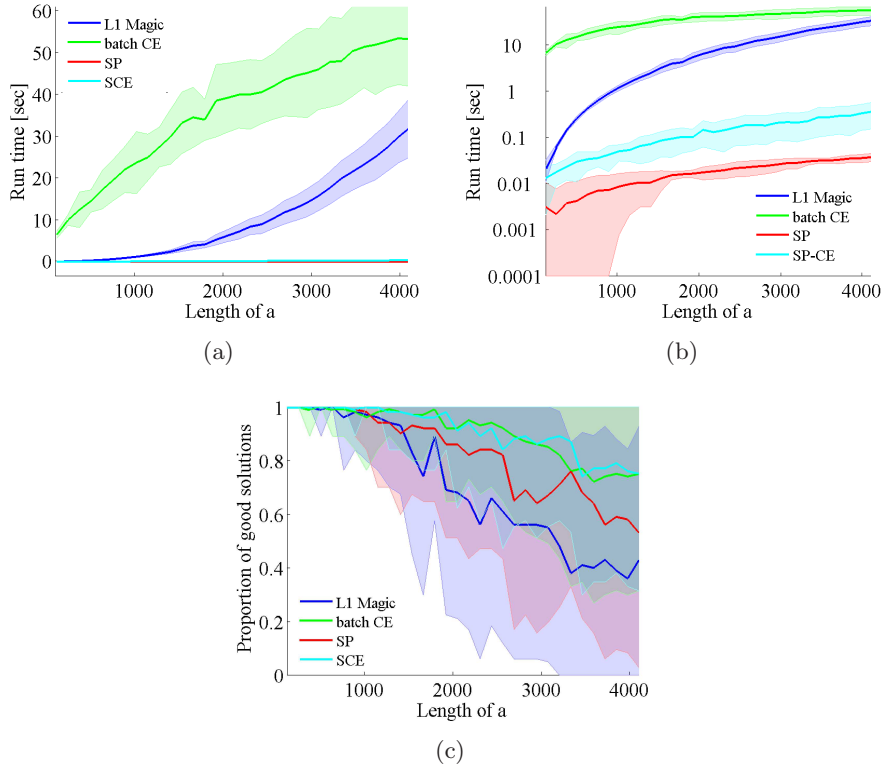 60
50
40
30
20
10
0
Run time [sec]
L1 Magic
batch CE
SP
SCE
1000 2000 3000 4000
Length of a
(a)
10
1
0.1
0.01
0.001
0.0001
Run time [sec]
L1 Magic
batch CE
SP
SP-CE
1000 2000 3000 4000
Length of a
(b)
1
0.8
0.6
0.4
0.2
0
Proportion of good solutions
L1 Magic
batch CE
SP
SCE
1000 2000 3000 4000
Length of a
(c)